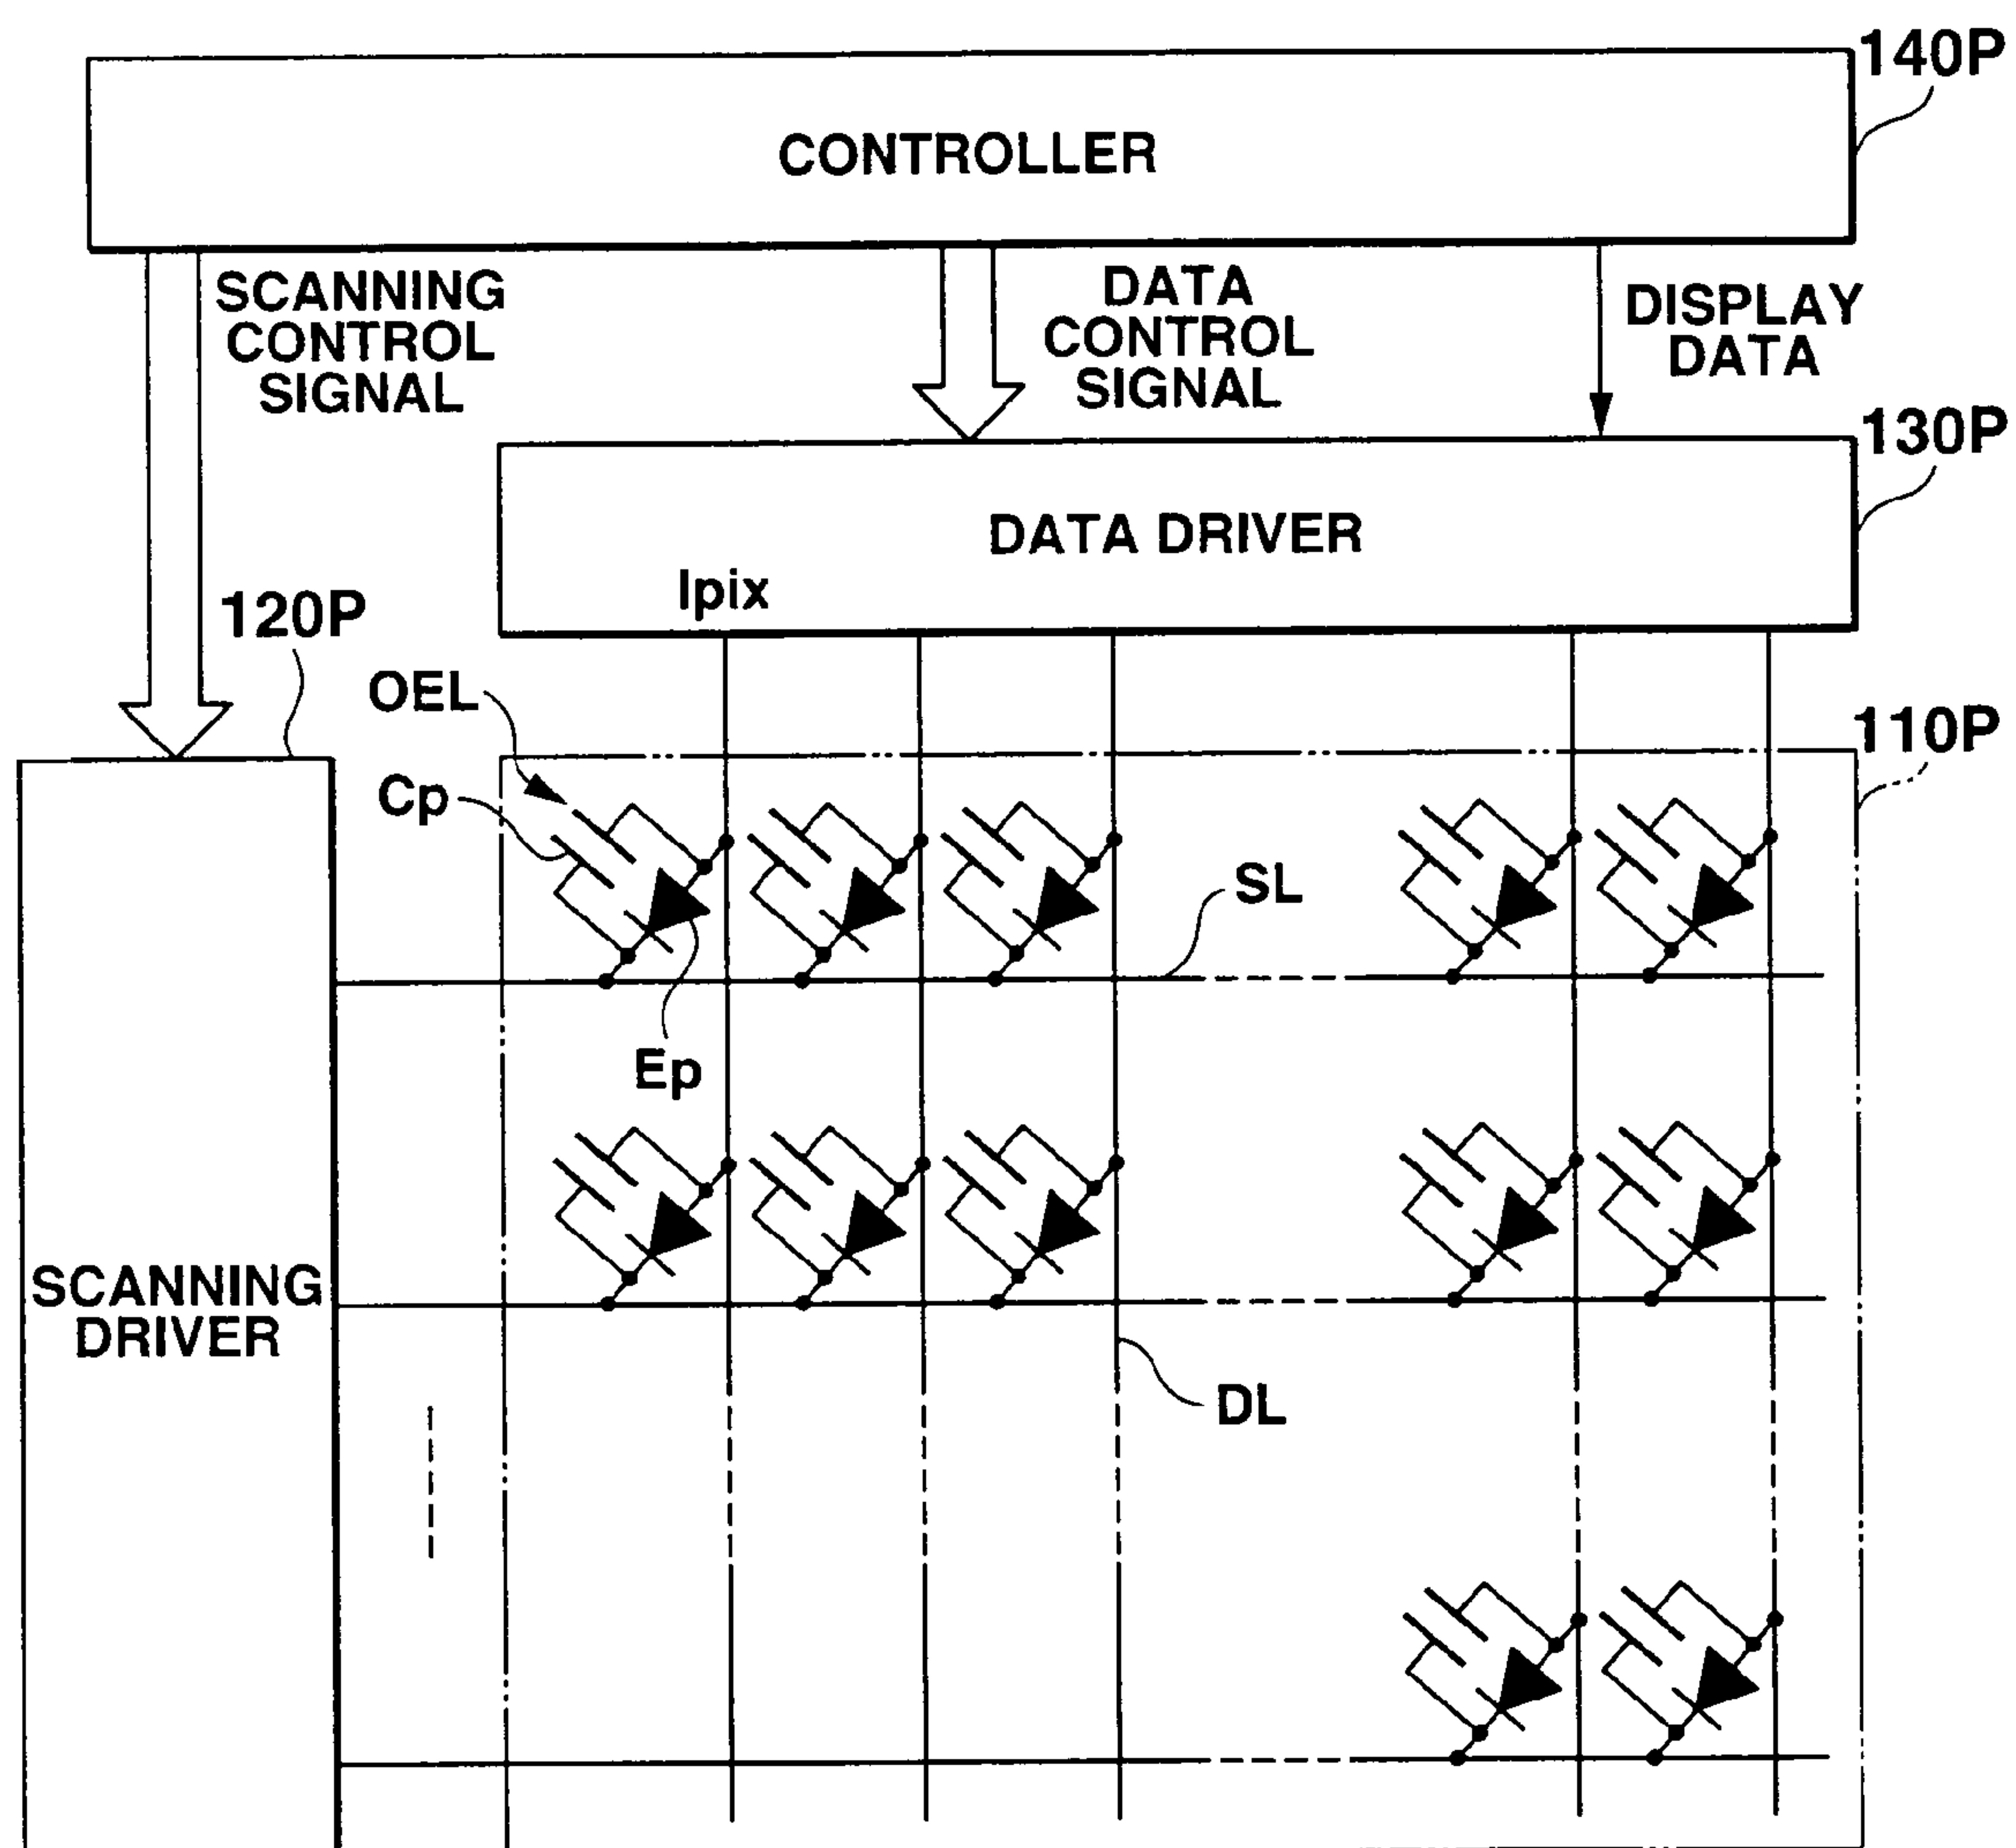 140P
CONTROLLER
SCANNING
CONTROL
SIGNAL
DATA
CONTROL
SIGNAL
DISPLAY
DATA
130P
DATA DRIVER
Ipix
120P
OEL
110P
Cp
SL
Ep
SCANNING
DRIVER
DL